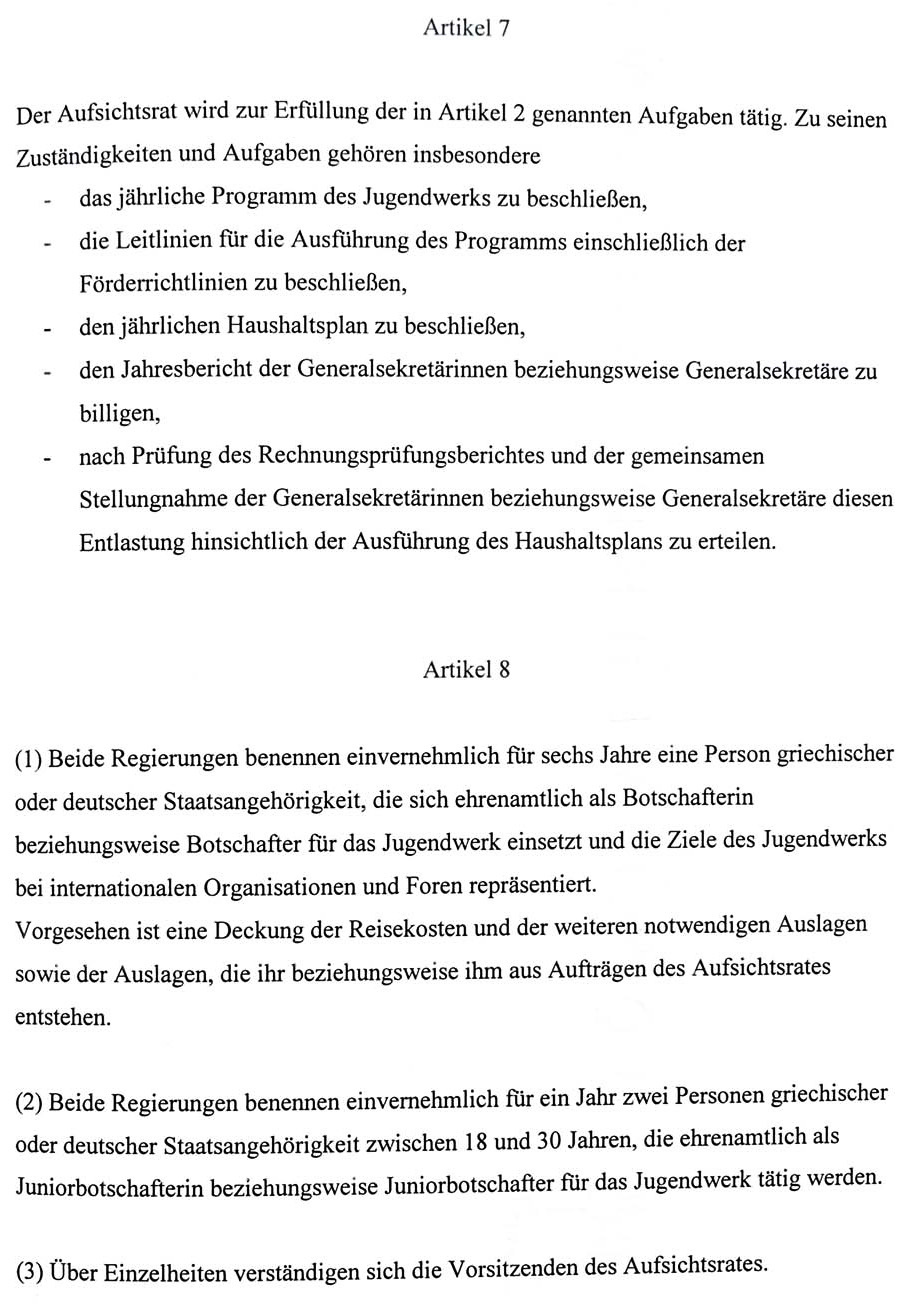 Artikel 7
Der Aufsichtsrat wird zur Erfüllung der in Artikel 2 genannten Aufgaben tätig. Zu seinen
Zuständigkeiten und Aufgaben gehören insbesondere
- das jährliche Programm des Jugendwerks zu beschließen,
- die Leitlinien für die Ausführung des Programms einschließlich der
Förderrichtlinien zu beschließen,
- den jährlichen Haushaltsplan zu beschließen,
- den Jahresbericht der Generalsekretärinnen beziehungsweise Generalsekretäre zu
billigen,
- nach Prüfung des Rechnungsprüfungsberichtes und der gemeinsamen
Stellungnahme der Generalsekretärinnen beziehungsweise Generalsekretäre diesen
Entlastung hinsichtlich der Ausführung des Haushaltsplans zu erteilen.
Artikel 8
(1) Beide Regierungen benennen einvernehmlich für sechs Jahre eine Person griechischer
oder deutscher Staatsangehörigkeit, die sich ehrenamtlich als Botschafterin
beziehungsweise Botschafter für das Jugendwerk einsetzt und die Ziele des Jugendwerks
bei internationalen Organisationen und Foren repräsentiert.
Vorgesehen ist eine Deckung der Reisekosten und der weiteren notwendigen Auslagen
sowie der Auslagen, die ihr beziehungsweise ihm aus Aufträgen des Aufsichtsrates
entstehen.
(2) Beide Regierungen benennen einvernehmlich für ein Jahr zwei Personen griechischer
oder deutscher Staatsangehörigkeit zwischen 18 und 30 Jahren, die ehrenamtlich als
Juniorbotschafterin beziehungsweise Juniorbotschafter für das Jugendwerk tätig werden.
(3) Über Einzelheiten verständigen sich die Vorsitzenden des Aufsichtsrates.